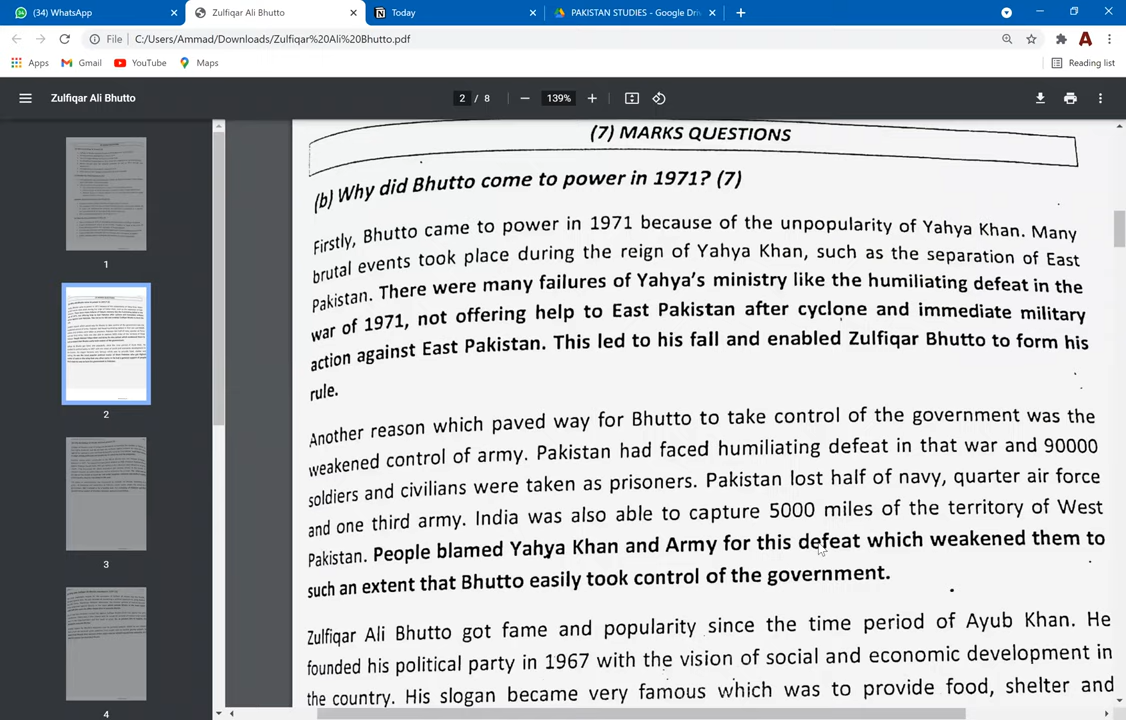 (34) WhatsApp
Zulfiqar Ali Bhutto
Today
PAKISTAN STUDIES - Google Dri
File
C:/Users/Ammad/Downloads/Zulfiqar%20Ali%20Bhutto.pdf
Apps
Gmail
YouTube
Maps
Reading list
Zulfiqar Ali Bhutto
2 / 8
139%
1
2
3
4
(7) MARKS QUESTIONS
(b) Why did Bhutto come to power in 1971? (7)
Firstly, Bhutto came to power in 1971 because of the unpopularity of Yahya Khan. Many
brutal events took place during the reign of Yahya Khan, such as the separation of East
Pakistan. There were many failures of Yahya's ministry like the humiliating defeat in the
war of 1971, not offering help to East Pakistan after cyclone and immediate military
action against East Pakistan. This led to his fall and enabled Zulfiqar Bhutto to form his
rule.
Another reason which paved way for Bhutto to take control of the government was the
weakened control of army. Pakistan had faced humiliating defeat in that war and 90000
soldiers and civilians were taken as prisoners. Pakistan lost half of navy, quarter air force
and one third army. India was also able to capture 5000 miles of the territory of West
Pakistan. People blamed Yahya Khan and Army for this defeat which weakened them to
such an extent that Bhutto easily took control of the government.
Zulfiqar Ali Bhutto got fame and popularity since the time period of Ayub Khan. He
founded his political party in 1967 with the vision of social and economic development in
the country. His slogan became very famous which was to provide food, shelter and